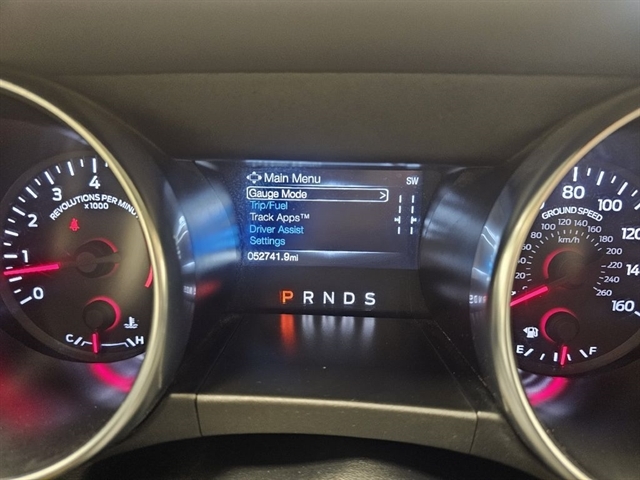 Main Menu
SW
Gauge Mode >
Trip/Fuel
Track Apps™
Driver Assist
Settings
052741.9mi
P R N D S
4
3
2
1
0
REVOLUTIONS PER MINUTE
x1000
C H
80
100
120
160
GROUND SPEED
km/h
80 100 120
60 140
160
180
200
220
240
260
E F